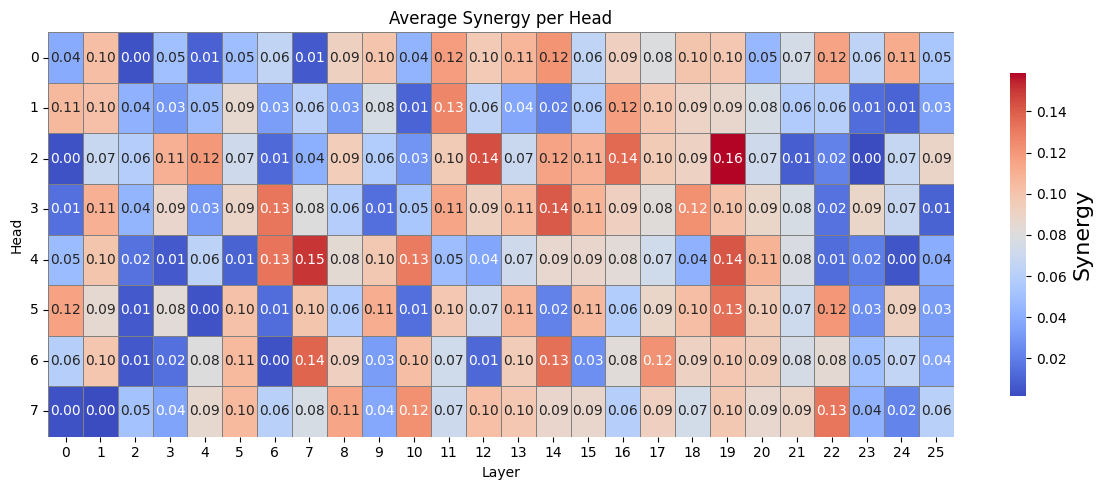 Average Synergy per Head
0 0.04 0.10 0.00 0.05 0.01 0.05 0.06 0.01 0.09 0.10 0.04 0.12 0.10 0.11 0.12 0.06 0.09 0.08 0.10 0.10 0.05 0.07 0.12 0.06 0.11 0.05
1 0.11 0.10 0.04 0.03 0.05 0.09 0.03 0.06 0.03 0.08 0.01 0.13 0.06 0.04 0.02 0.06 0.12 0.10 0.09 0.09 0.08 0.06 0.06 0.01 0.01 0.03
2 0.00 0.07 0.06 0.11 0.12 0.07 0.01 0.04 0.09 0.06 0.03 0.10 0.14 0.07 0.12 0.11 0.14 0.10 0.09 0.16 0.07 0.01 0.02 0.00 0.07 0.09
3 0.01 0.11 0.04 0.09 0.03 0.09 0.13 0.08 0.06 0.01 0.05 0.11 0.09 0.11 0.14 0.11 0.09 0.08 0.12 0.10 0.09 0.08 0.02 0.09 0.07 0.01
4 0.05 0.10 0.02 0.01 0.06 0.01 0.13 0.15 0.08 0.10 0.13 0.05 0.04 0.07 0.09 0.09 0.08 0.07 0.04 0.14 0.11 0.08 0.01 0.02 0.00 0.04
5 0.12 0.09 0.01 0.08 0.00 0.10 0.01 0.10 0.06 0.11 0.01 0.10 0.07 0.11 0.02 0.11 0.06 0.09 0.10 0.13 0.10 0.07 0.12 0.03 0.09 0.03
6 0.06 0.10 0.01 0.02 0.08 0.11 0.00 0.14 0.09 0.03 0.10 0.07 0.01 0.10 0.13 0.03 0.08 0.12 0.09 0.10 0.09 0.08 0.08 0.05 0.07 0.04
7 0.00 0.00 0.05 0.04 0.09 0.10 0.06 0.08 0.11 0.04 0.12 0.07 0.10 0.10 0.09 0.09 0.06 0.09 0.07 0.10 0.09 0.09 0.13 0.04 0.02 0.06
0 1 2 3 4 5 6 7 8 9 10 11 12 13 14 15 16 17 18 19 20 21 22 23 24 25
Layer
Head
0.14
0.12
0.10
0.08
0.06
0.04
0.02
Synergy